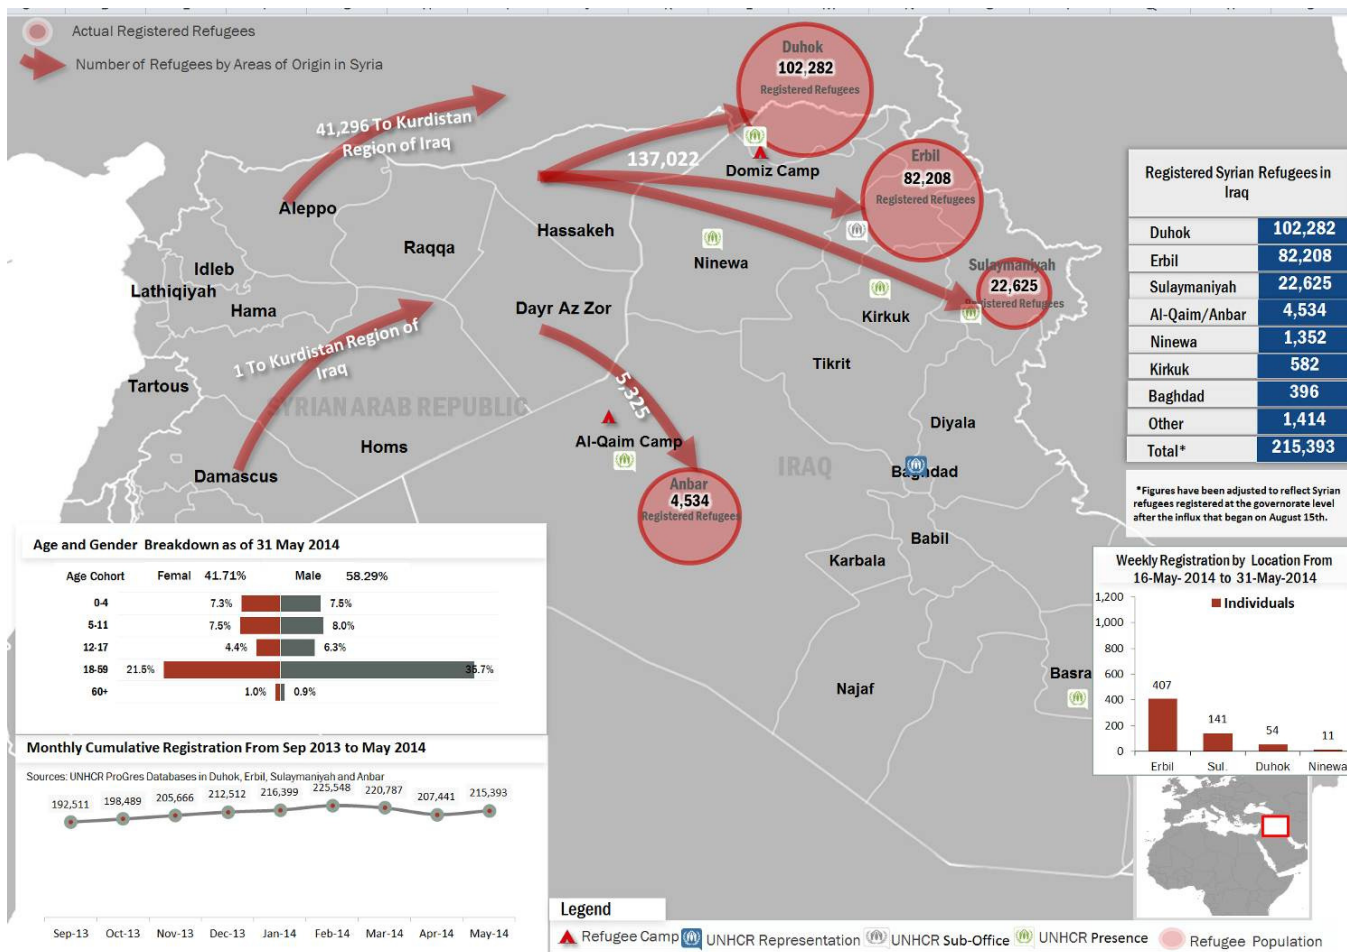 Actual Registered Refugees
Number of Refugees by Areas of Origin in Syria
41,296 To Kurdistan
Region of Iraq
Aleppo
Raqqa
Idleb
Lathiqiyah
Hama
1 To Kurdistan Region of
Iraq
Tartous
SYRIAN ARAB REPUBLIC
Homs
Damascus
Hassakeh
Dayr Az Zor
5,325
137,022
Duhok
102,282
Registered Refugees
Domiz Camp
Erbil
82,208
Registered Refugees
Ninewa
Sulaymaniyah
22,625
Registered Refugees
Kirkuk
Tikrit
Diyala
Al-Qaim Camp
IRAQ
Baghdad
Anbar
4,534
Registered Refugees
Babil
Karbala
Najaf
Basra
Registered Syrian Refugees in
Iraq
Duhok 102,282
Erbil 82,208
Sulaymaniyah 22,625
Al-Qaim/Anbar 4,534
Ninewa 1,352
Kirkuk 582
Baghdad 396
Other 1,414
Total* 215,393
*Figures have been adjusted to reflect Syrian
refugees registered at the governorate level
after the influx that began on August 15th.
Age and Gender Breakdown as of 31 May 2014
Age Cohort Femal 41.71% Male 58.29%
0-4 7.3% 7.5%
5-11 7.5% 8.0%
12-17 4.4% 6.3%
18-59 21.5% 35.7%
60+ 1.0% 0.9%
Monthly Cumulative Registration From Sep 2013 to May 2014
Sources: UNHCR ProGres Databases in Duhok, Erbil, Sulaymaniyah and Anbar
192,511 198,489 205,666 212,512 216,399 225,548 220,787 207,441 215,393
Sep-13 Oct-13 Nov-13 Dec-13 Jan-14 Feb-14 Mar-14 Apr-14 May-14
Weekly Registration by Location From
16-May- 2014 to 31-May-2014
Individuals
1,200
1,000
800
600
400
200
0
407 141 54 11
Erbil Sul. Duhok Ninewa
Legend
Refugee Camp UNHCR Representation UNHCR Sub-Office UNHCR Presence Refugee Population